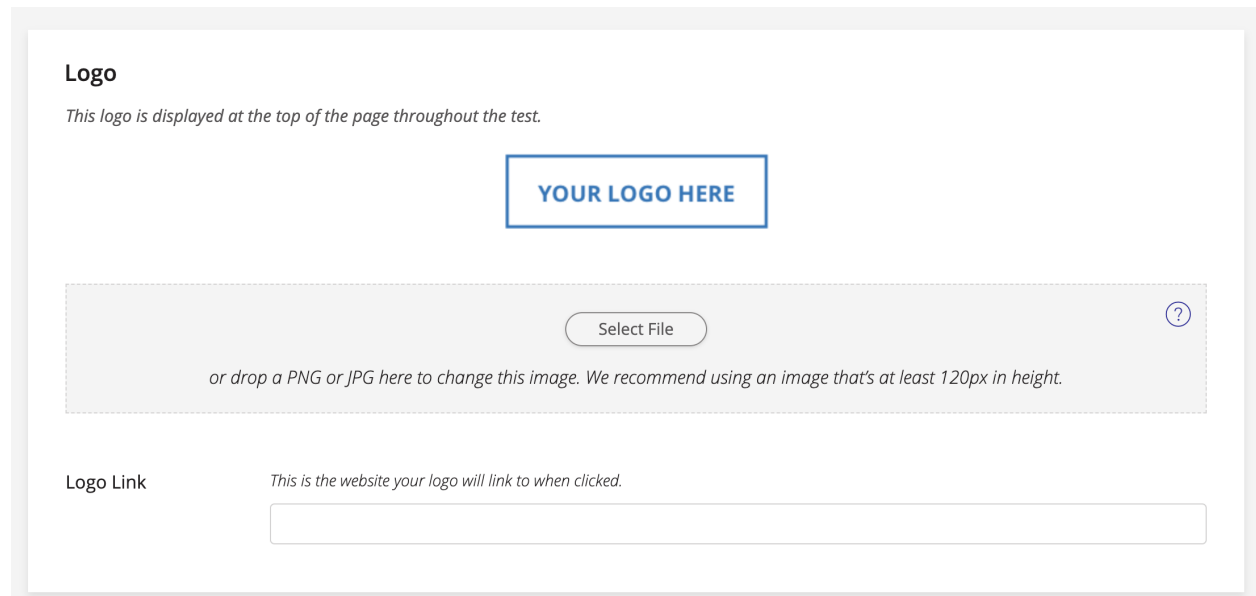 Logo
This logo is displayed at the top of the page throughout the test.
YOUR LOGO HERE
?
Select File
or drop a PNG or JPG here to change this image. We recommend using an image that’s at least 120px in height.
Logo Link
This is the website your logo will link to when clicked.